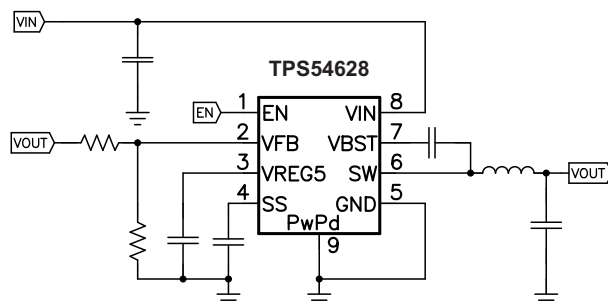 VIN
TPS54628
EN
1 EN VIN 8
VOUT
2 VFB VBST 7
3 VREG5 SW 6
VOUT
4 SS GND 5
PwPd
9